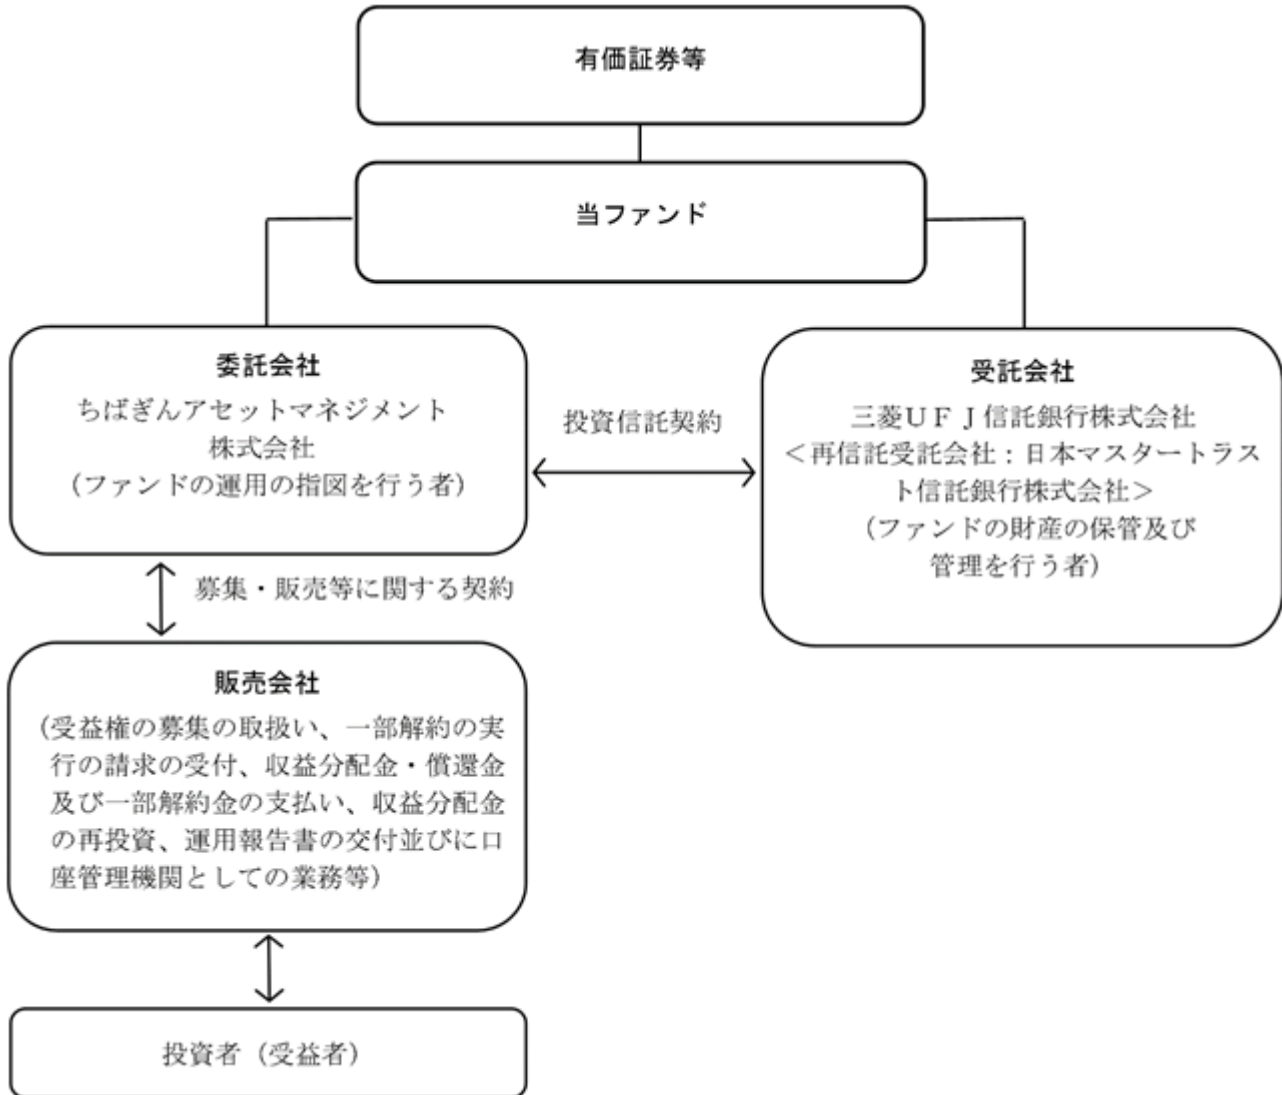 有価証券等
当ファンド
委託会社
ちばぎんアセットマネジメント
株式会社
（ファンドの運用の指図を行う者）
投資信託契約
受託会社
三菱ＵＦＪ信託銀行株式会社
＜再信託受託会社：日本マスタートラス
ト信託銀行株式会社＞
（ファンドの財産の保管及び
管理を行う者）
募集・販売等に関する契約
販売会社
（受益権の募集の取扱い、一部解約の実
行の請求の受付、収益分配金・償還金
及び一部解約金の支払い、収益分配金
の再投資、運用報告書の交付並びに口
座管理機関としての業務等）
投資者（受益者）